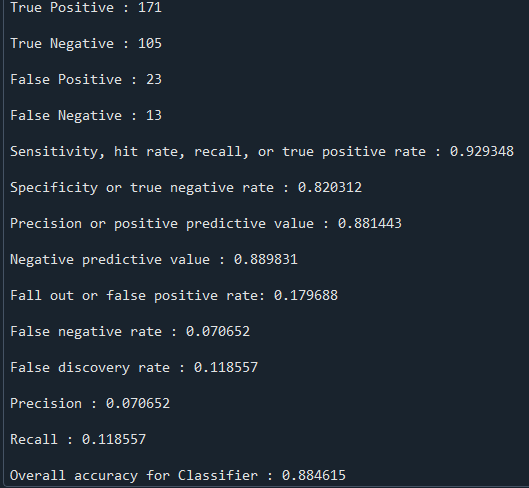 True Positive : 171
True Negative : 105
False Positive : 23
False Negative : 13
Sensitivity, hit rate, recall, or true positive rate : 0.929348
Specificity or true negative rate : 0.820312
Precision or positive predictive value : 0.881443
Negative predictive value : 0.889831
Fall out or false positive rate: 0.179688
False negative rate : 0.070652
False discovery rate : 0.118557
Precision : 0.070652
Recall : 0.118557
Overall accuracy for Classifier : 0.884615